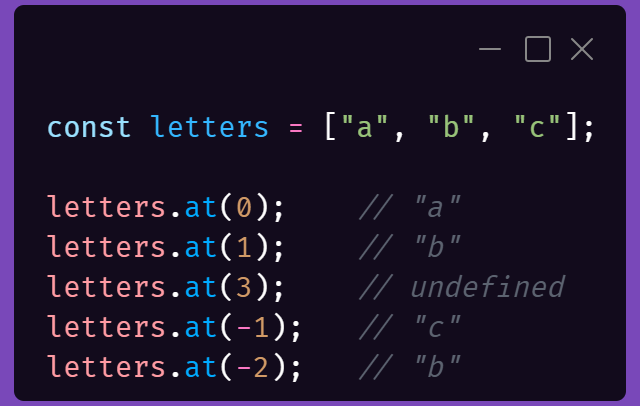 const letters = ["a", "b", "c"];
letters.at(0);    // "a"
letters.at(1);    // "b"
letters.at(3);    // undefined
letters.at(-1);   // "c"
letters.at(-2);   // "b"